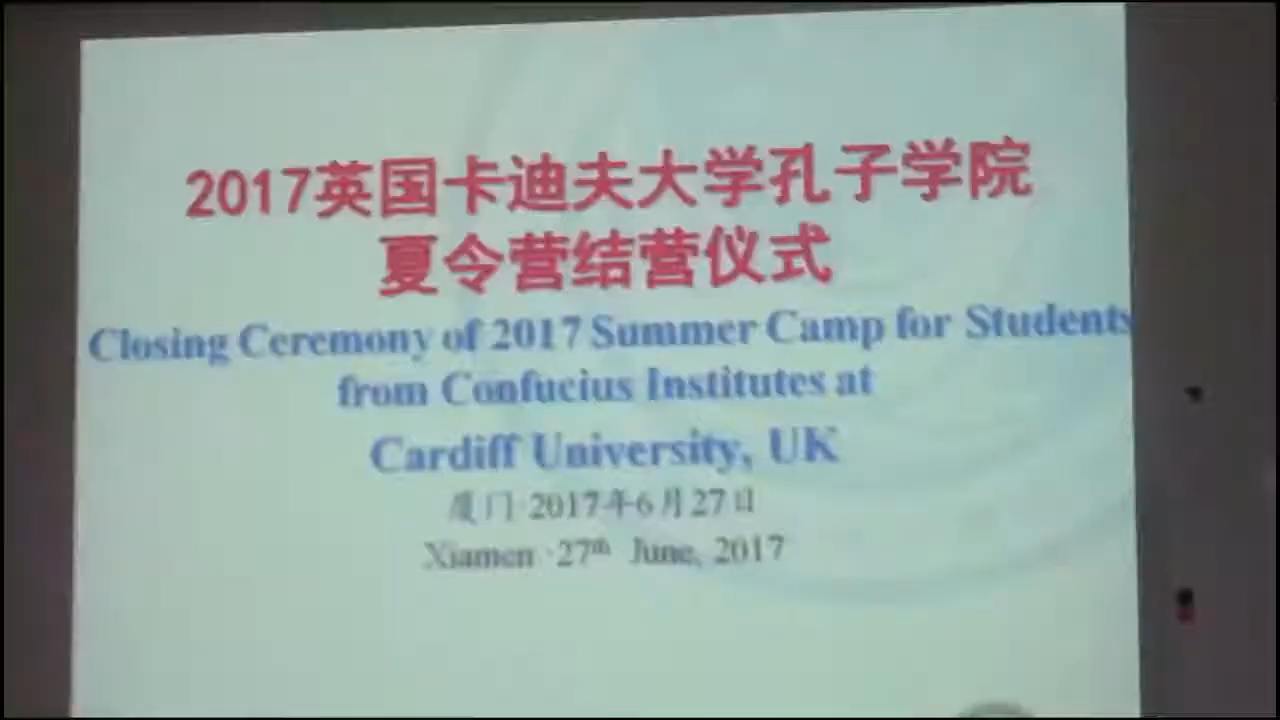 2017英国卡迪夫大学孔子学院
夏令营结营仪式
Closing Ceremony of 2017 Summer Camp for Students
from Confucius Institutes at
Cardiff University, UK
厦门·2017年6月27日
Xiamen ·27th June, 2017